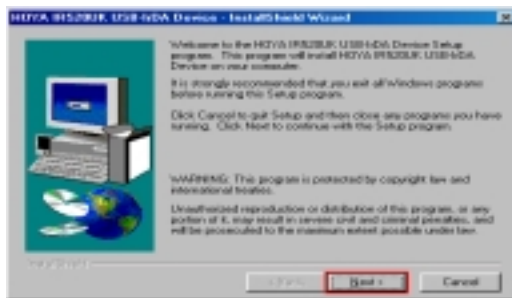 HOYA IR520UK USB-IrDA Device - InstallShield Wizard
Welcome to the HOYA IR520UK USB-IrDA Device Setup
program. This program will install HOYA IR520UK USB-IrDA
Device on your computer.
It is strongly recommended that you exit all Windows programs
before running this Setup program.
Click Cancel to quit Setup and then close any programs you have
running. Click Next to continue with the Setup program.
WARNING: This program is protected by copyright law and
international treaties.
Unauthorized reproduction or distribution of this program, or any
portion of it, may result in severe civil and criminal penalties, and
will be prosecuted to the maximum extent possible under law.
InstallShield
< Back
Next >
Cancel